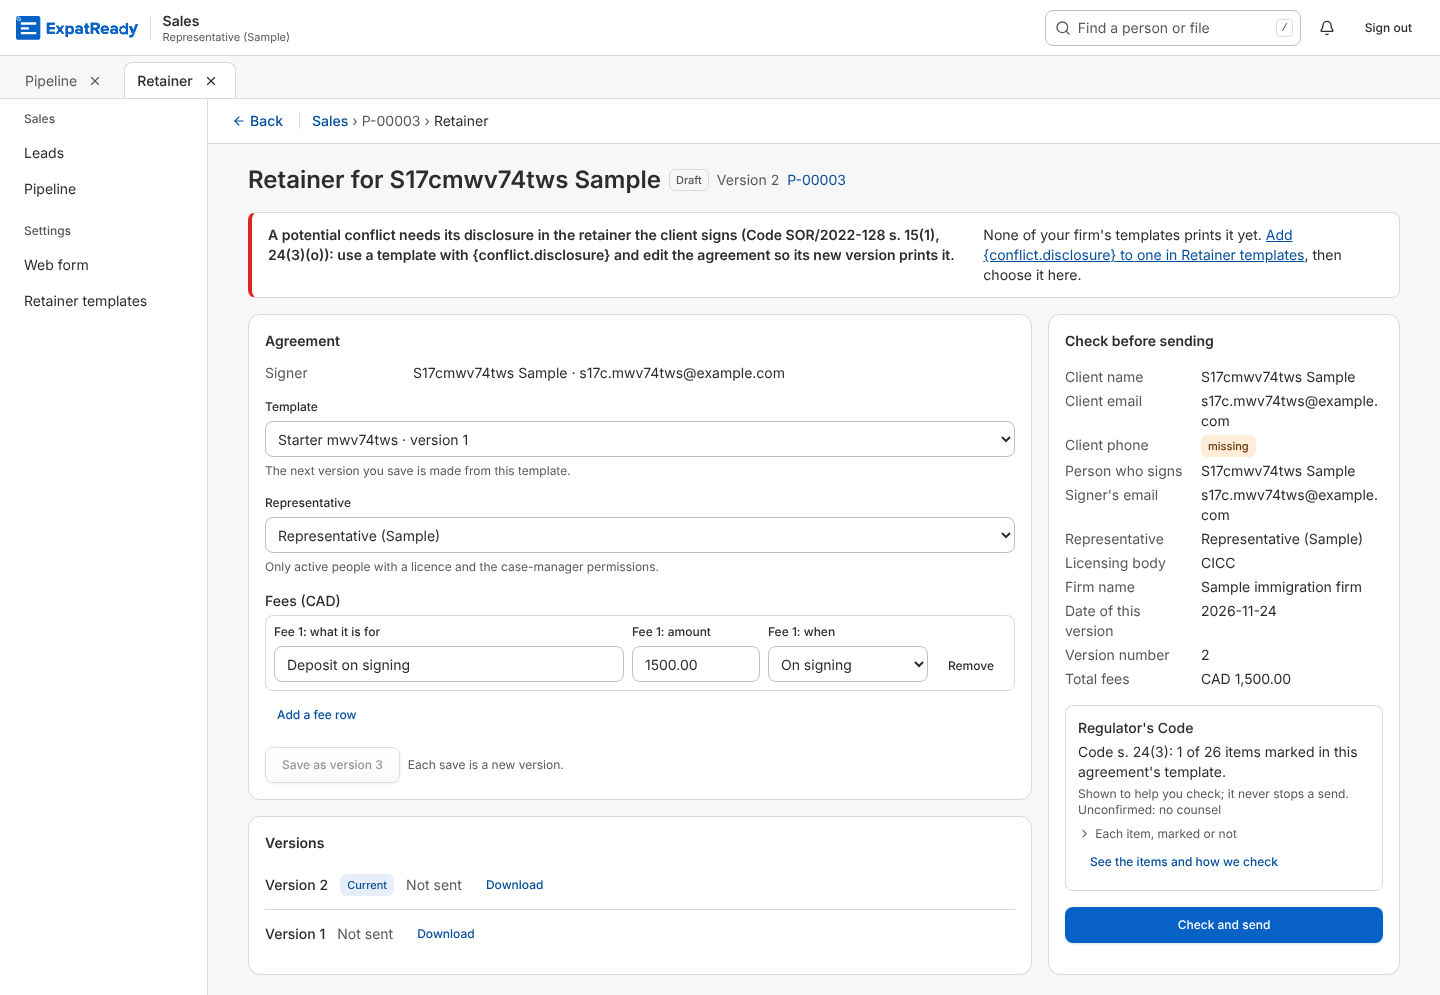 ExpatReady
Sales
Representative (Sample)
Find a person or file
/
Sign out
Pipeline
Retainer
Sales
Leads
Pipeline
Settings
Web form
Retainer templates
← Back
Sales › P-00003 › Retainer
Retainer for S17cmwv74tws Sample
Draft
Version 2
P-00003
A potential conflict needs its disclosure in the retainer the client signs (Code SOR/2022-128 s. 15(1),
24(3)(o)): use a template with {conflict.disclosure} and edit the agreement so its new version prints it.
None of your firm's templates prints it yet. Add
{conflict.disclosure} to one in Retainer templates, then
choose it here.
Agreement
Signer
S17cmwv74tws Sample · s17c.mwv74tws@example.com
Template
Starter mwv74tws · version 1
The next version you save is made from this template.
Representative
Representative (Sample)
Only active people with a licence and the case-manager permissions.
Fees (CAD)
Fee 1: what it is for
Fee 1: amount
Fee 1: when
Deposit on signing
1500.00
On signing
Remove
Add a fee row
Save as version 3
Each save is a new version.
Versions
Version 2
Current
Not sent
Download
Version 1
Not sent
Download
Check before sending
Client name
S17cmwv74tws Sample
Client email
s17c.mwv74tws@example.
com
Client phone
missing
Person who signs
S17cmwv74tws Sample
Signer's email
s17c.mwv74tws@example.
com
Representative
Representative (Sample)
Licensing body
CICC
Firm name
Sample immigration firm
Date of this
version
2026-11-24
Version number
2
Total fees
CAD 1,500.00
Regulator's Code
Code s. 24(3): 1 of 26 items marked in this
agreement's template.
Shown to help you check; it never stops a send.
Unconfirmed: no counsel
Each item, marked or not
See the items and how we check
Check and send